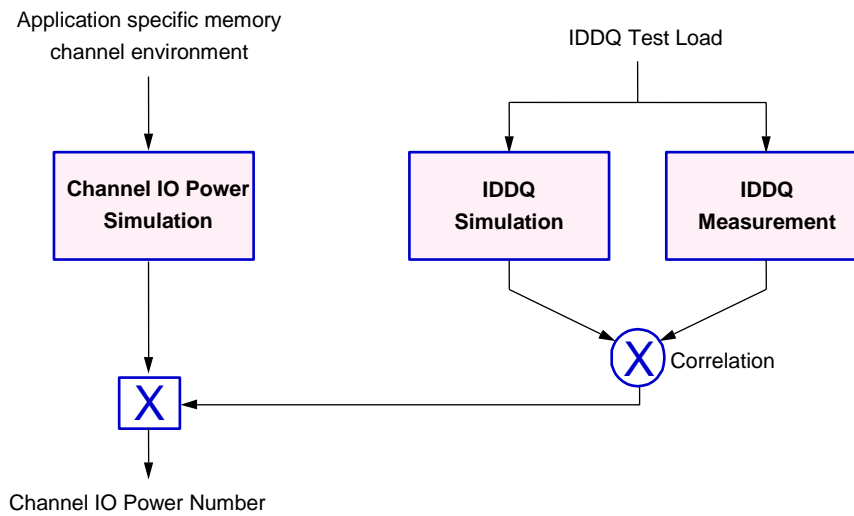 Application specific memory
channel environment
IDDQ Test Load
Channel IO Power
Simulation
IDDQ
Simulation
IDDQ
Measurement
X
Correlation
X
Channel IO Power Number